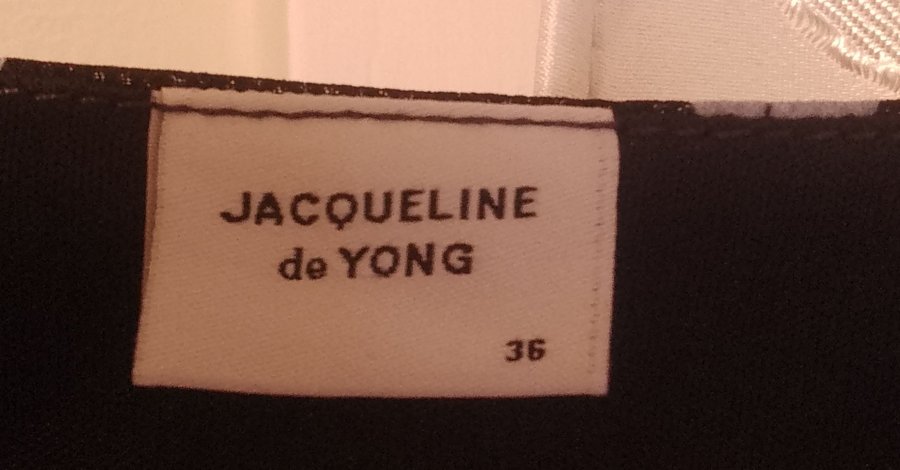 JACQUELINE
de YONG
36